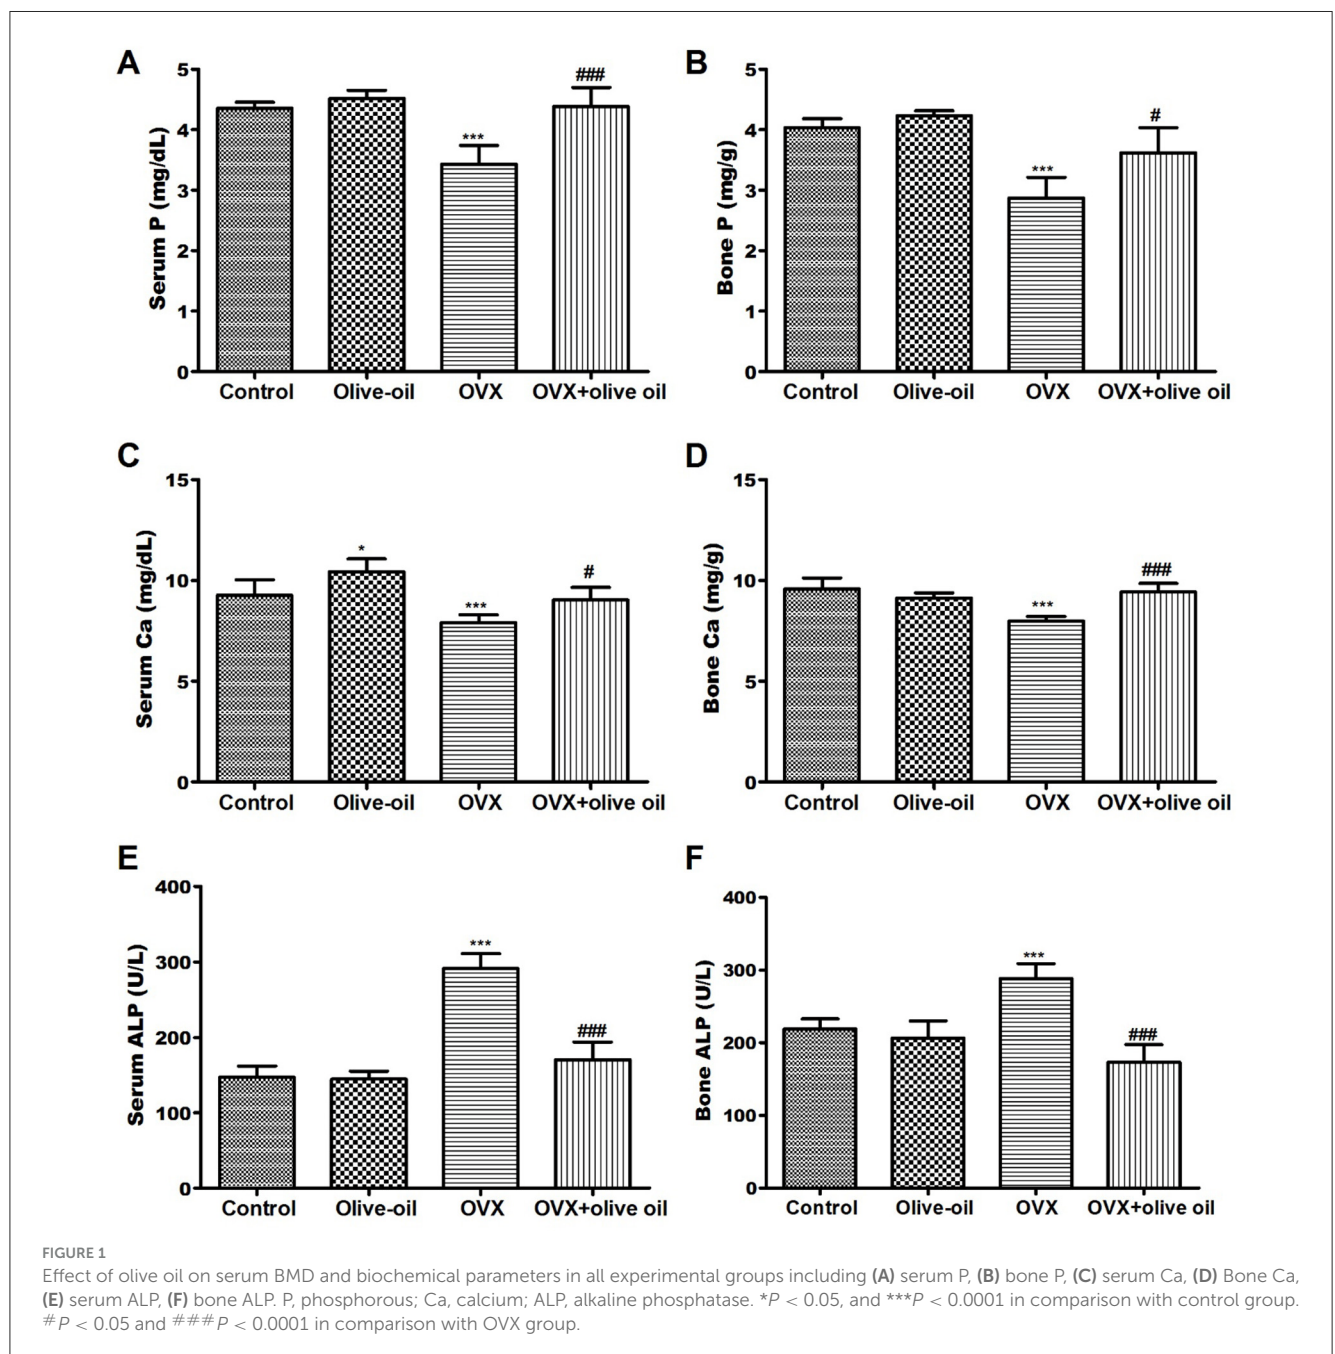 A
Serum P (mg/dL)
5
4
3
2
1
0
***
###
Control Olive-oil OVX OVX+olive oil
B
Bone P (mg/g)
5
4
3
2
1
0
***
#
Control Olive-oil OVX OVX+olive oil
C
Serum Ca (mg/dL)
15
10
5
0
*
***
#
Control Olive-oil OVX OVX+olive oil
D
Bone Ca (mg/g)
15
10
5
0
***
###
Control Olive-oil OVX OVX+olive oil
E
Serum ALP (U/L)
400
300
200
100
0
***
###
Control Olive-oil OVX OVX+olive oil
F
Bone ALP (U/L)
400
300
200
100
0
***
###
Control Olive-oil OVX OVX+olive oil
FIGURE 1
Effect of olive oil on serum BMD and biochemical parameters in all experimental groups including (A) serum P, (B) bone P, (C) serum Ca, (D) Bone Ca,
(E) serum ALP, (F) bone ALP. P, phosphorous; Ca, calcium; ALP, alkaline phosphatase. *P < 0.05, and ***P < 0.0001 in comparison with control group.
#P < 0.05 and ###P < 0.0001 in comparison with OVX group.